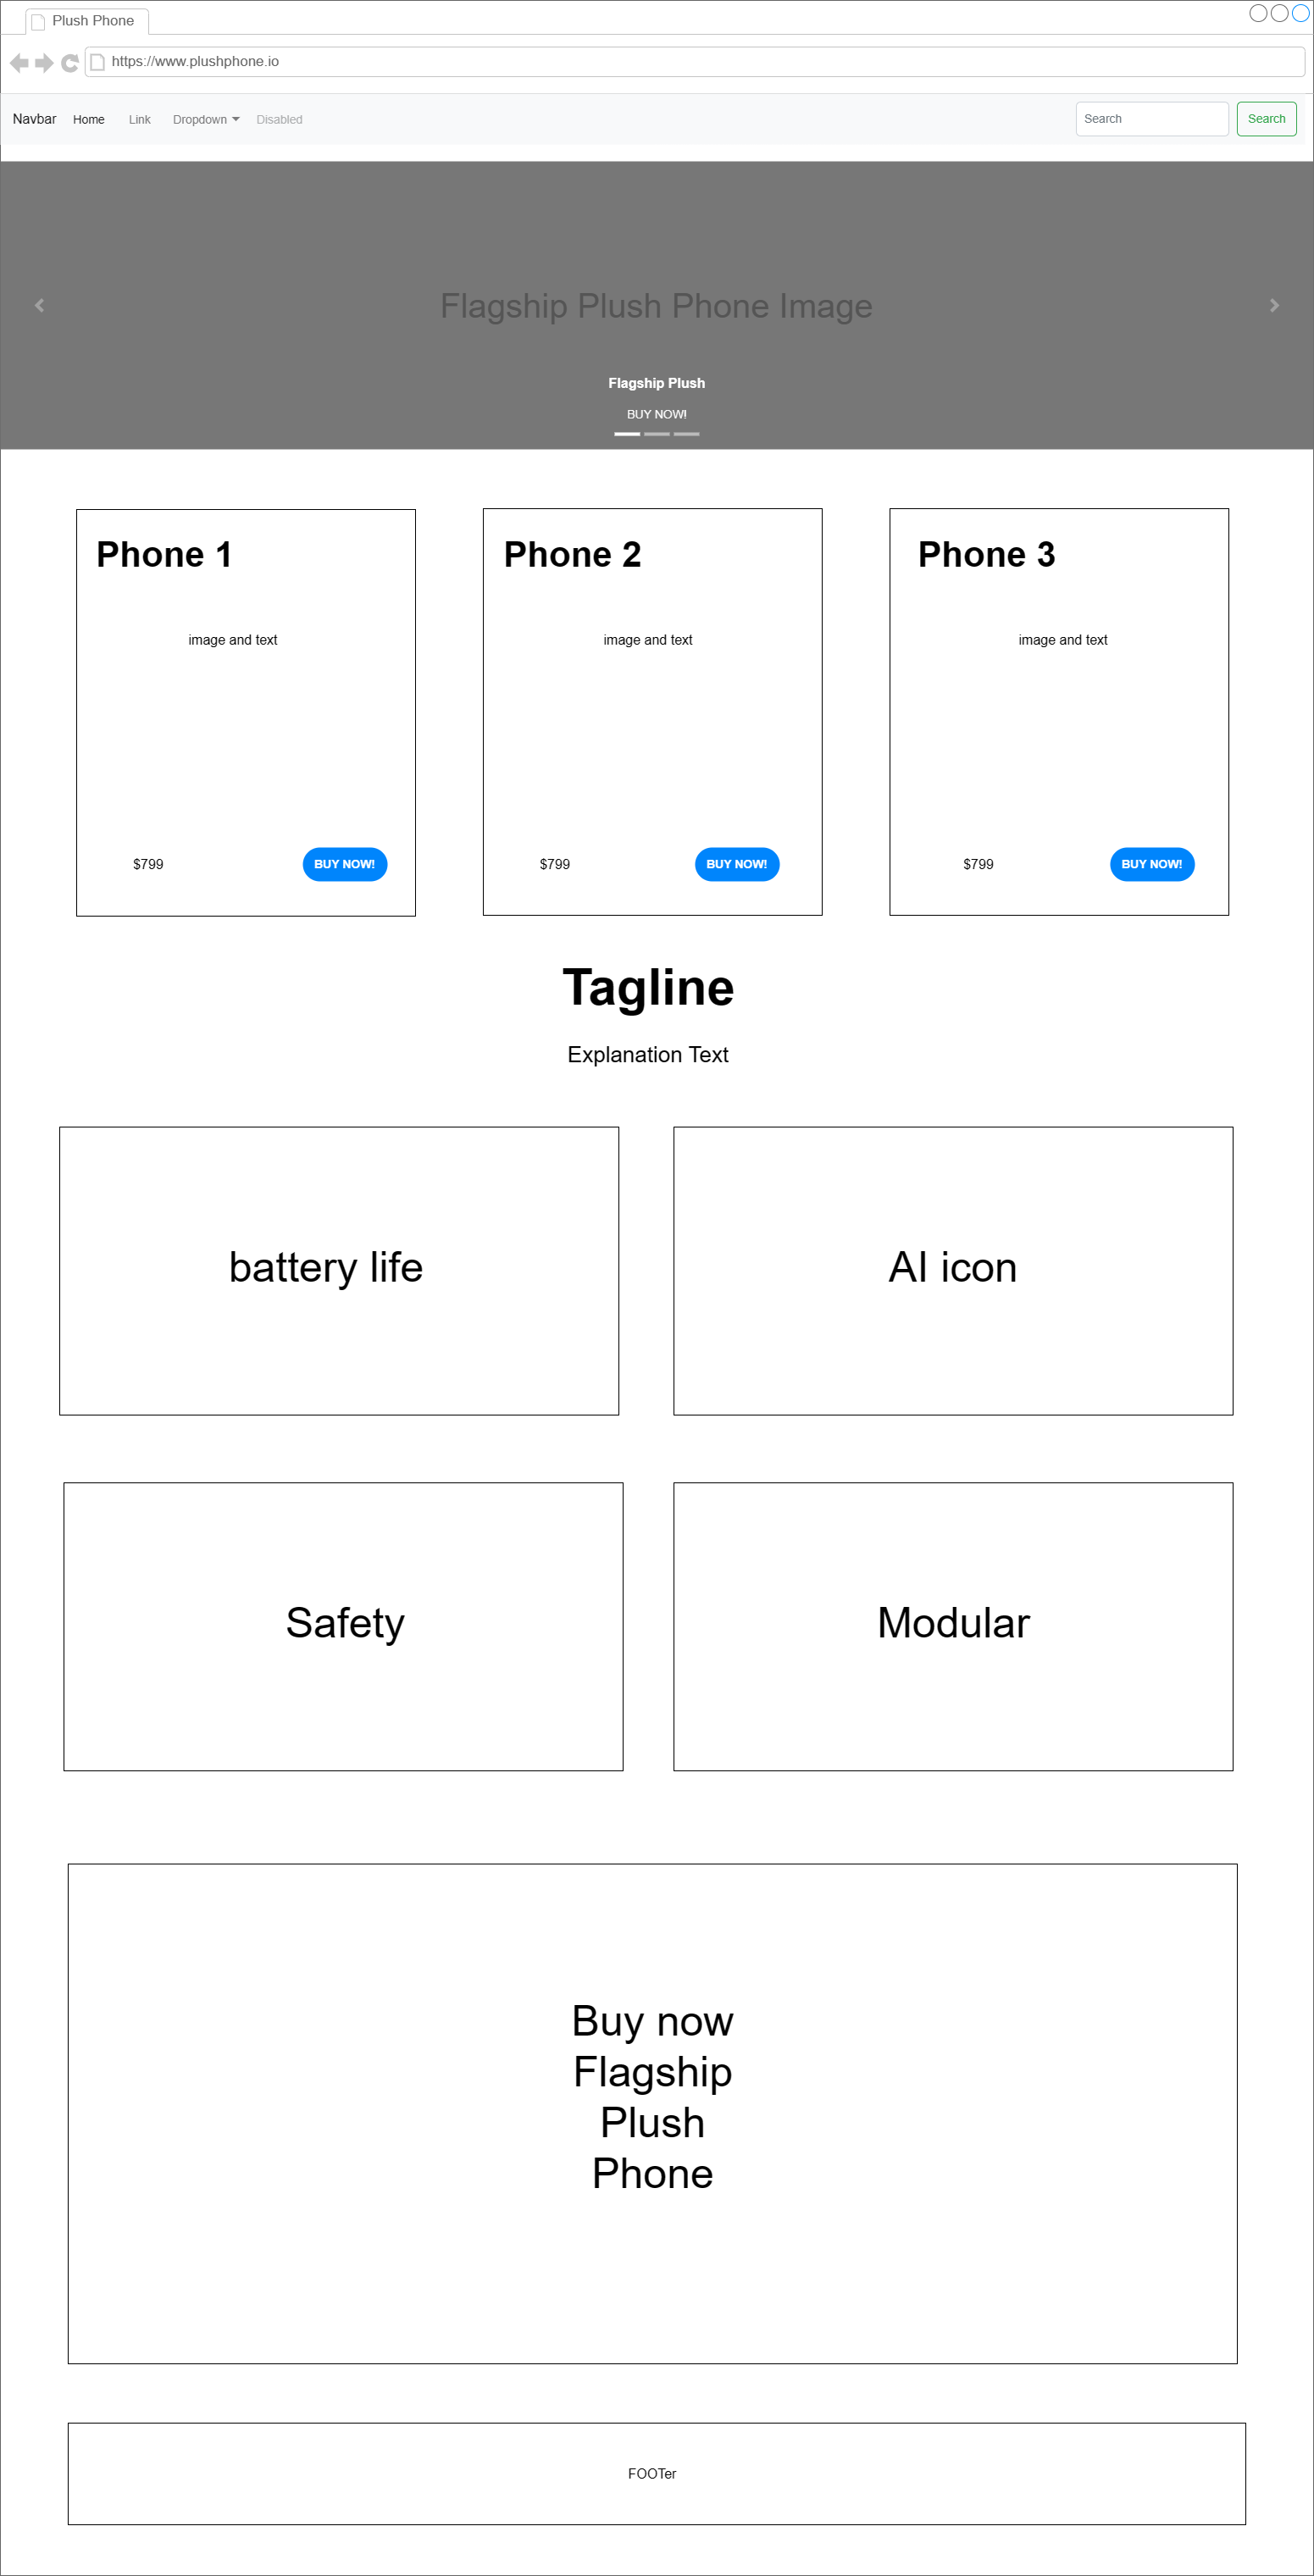 Plush Phone
https://www.plushphone.io
Navbar Home Link Dropdown Disabled Search Search
Flagship Plush Phone Image
Flagship Plush
BUY NOW!
Phone 1 Phone 2 Phone 3
image and text image and text image and text
$799 BUY NOW! $799 BUY NOW! $799 BUY NOW!
Tagline
Explanation Text
battery life AI icon
Safety Modular
Buy now
Flagship
Plush
Phone
FOOTer